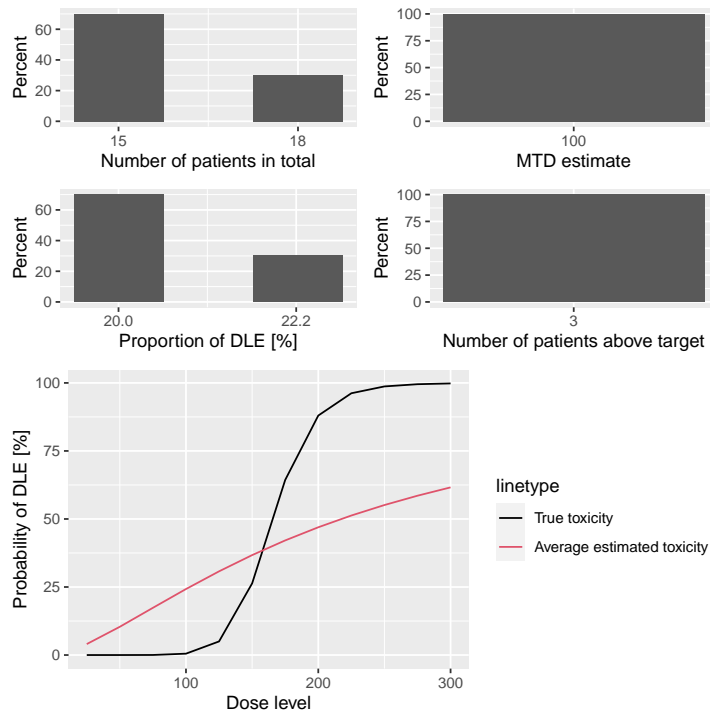 Percent
60
40
20
0
15
18
Number of patients in total
Percent
100
75
50
25
0
100
MTD estimate
Percent
60
40
20
0
20.0
22.2
Proportion of DLE [%]
Percent
100
75
50
25
0
3
Number of patients above target
Probability of DLE [%]
100
75
50
25
0
100
200
300
Dose level
linetype
True toxicity
Average estimated toxicity